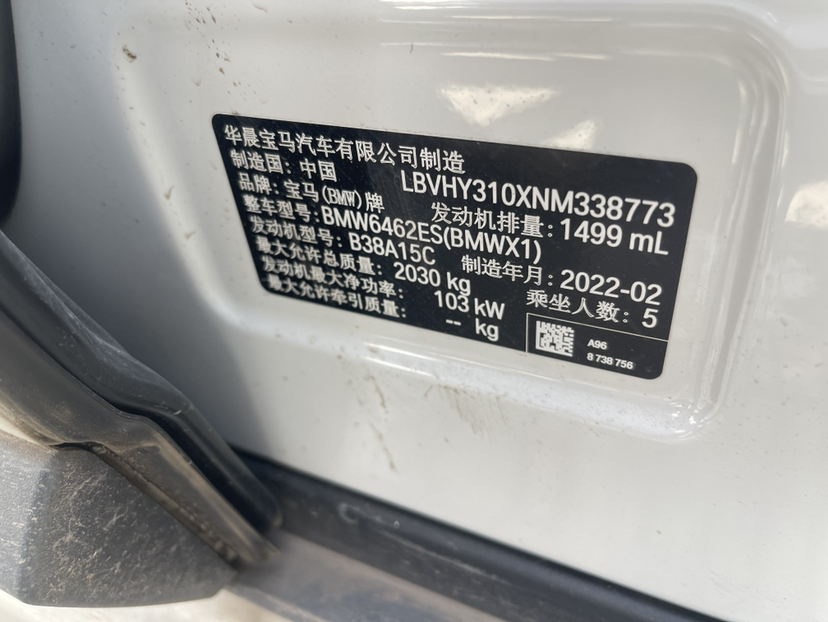 华晨宝马汽车有限公司制造
制造国: 中国 LBVHY310XNM338773
品牌: 宝马(BMW)牌 发动机排量: 1499 mL
整车型号: BMW6462ES(BMWX1)
发动机型号: B38A15C 制造年月: 2022-02
最大允许总质量: 2030 kg 乘坐人数: 5
发动机最大净功率: 103 kW
最大允许牵引质量: -- kg
A96
8 738 756